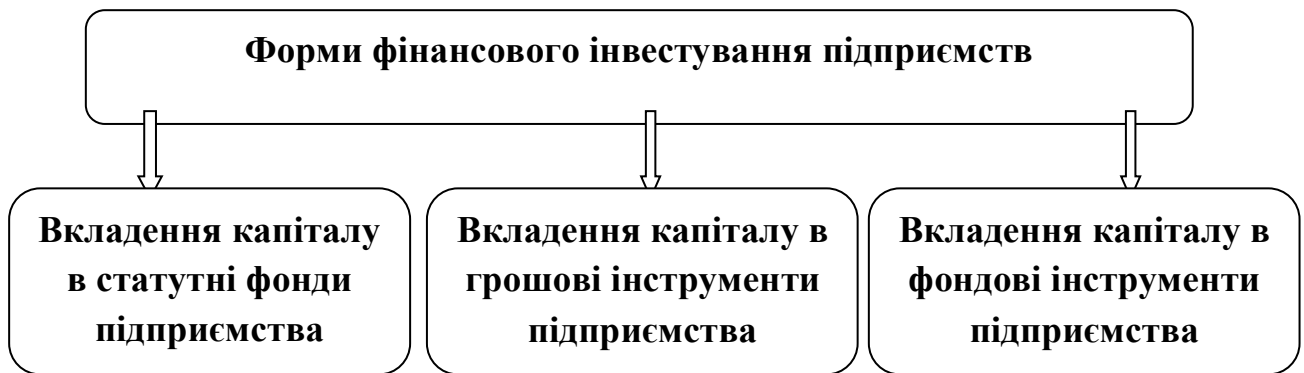 Форми фінансового інвестування підприємств
Вкладення капіталу
в статутні фонди
підприємства
Вкладення капіталу в
грошові інструменти
підприємства
Вкладення капіталу в
фондові інструменти
підприємства